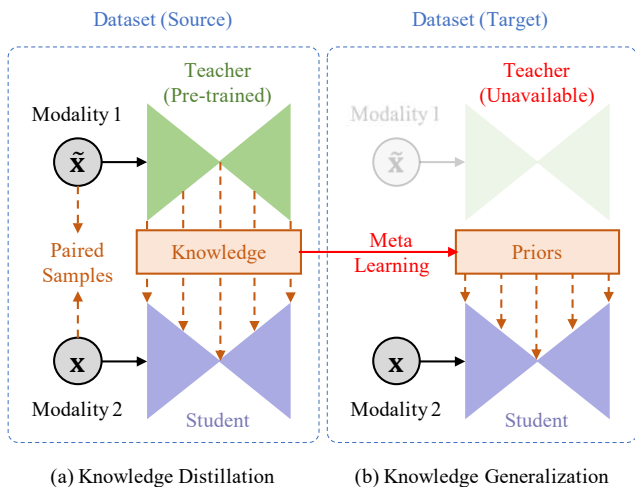 Dataset (Source)
Teacher
(Pre-trained)
Modality 1
x̃
Paired
Samples
Knowledge
x
Modality 2
Student
(a) Knowledge Distillation
Dataset (Target)
Teacher
(Unavailable)
Modality 1
x̃
Meta
Learning
Priors
x
Modality 2
Student
(b) Knowledge Generalization